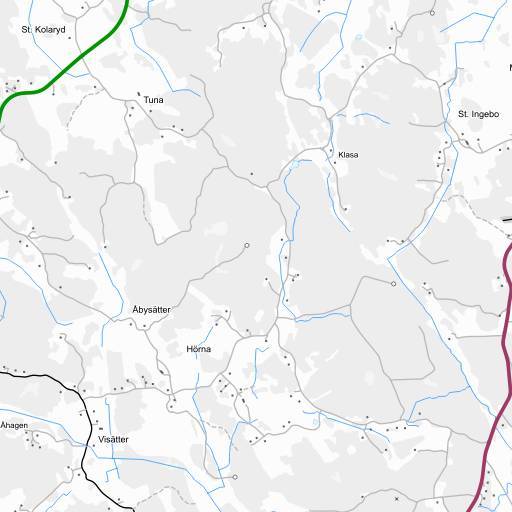 St. Kolaryd
Tuna
St. Ingebo
Klasa
Åbysätter
Hörna
Åhagen
Visätter